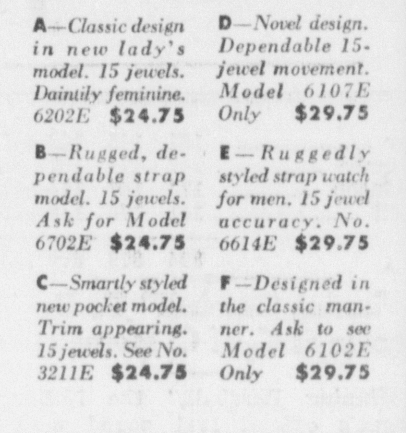 A—Classic design
in new lady's
model. 15 jewels.
Daintily feminine.
6202E $24.75
B—Rugged, de-
pendable strap
model. 15 jewels.
Ask for Model
6702E $24.75
C—Smartly styled
new pocket model.
Trim appearing.
15 jewels. See No.
3211E $24.75
D—Novel design.
Dependable 15-
jewel movement.
Model 6107E
Only $29.75
E—Ruggedly
styled strap watch
for men. 15 jewel
accuracy. No.
6614E $29.75
F—Designed in
the classic man-
ner. Ask to see
Model 6102E
Only $29.75